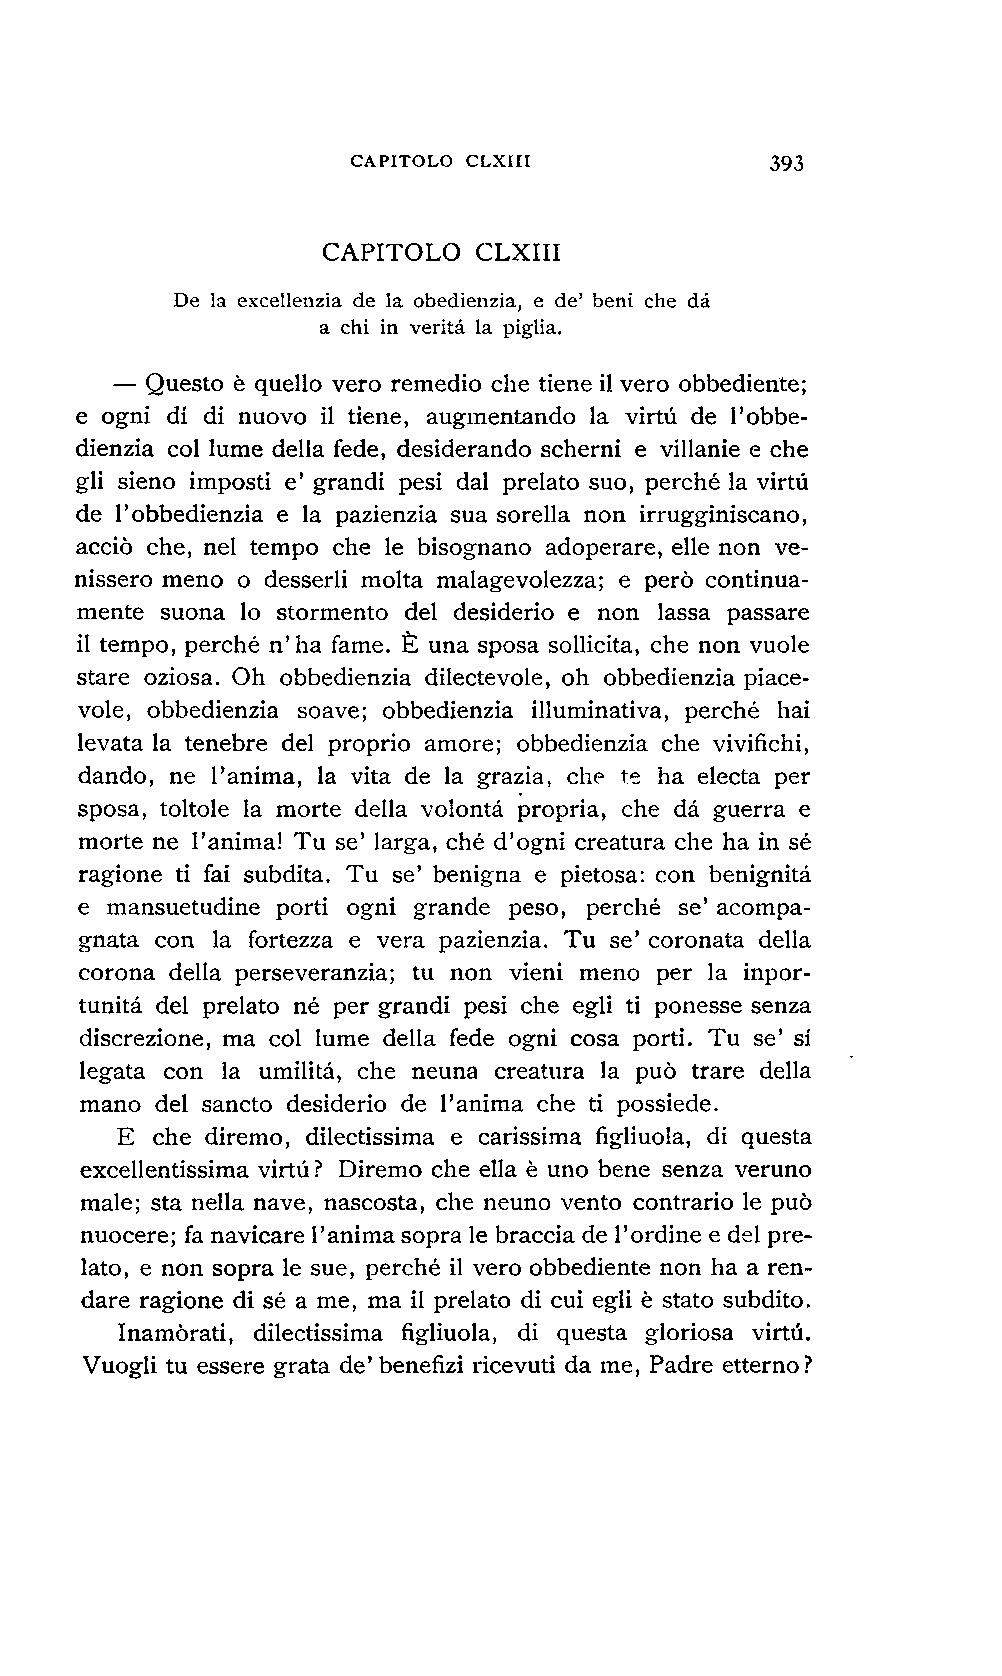 CAPITOLO CLXIII 393
CAPITOLO CLXIII
De la excellenzia de la obedienzia, e de' beni che dá
a chi in veritá la piglia.
— Questo è quello vero remedio che tiene il vero obbediente;
e ogni dí di nuovo il tiene, augmentando la virtú de l'obbe-
dienzia col lume della fede, desiderando scherni e villanie e che
gli sieno imposti e' grandi pesi dal prelato suo, perché la virtú
de l'obbedienzia e la pazienzia sua sorella non irrugginiscano,
acciò che, nel tempo che le bisognano adoperare, elle non ve-
nissero meno o desserli molta malagevolezza; e però continua-
mente suona lo stormento del desiderio e non lassa passare
il tempo, perché n'ha fame. È una sposa sollicita, che non vuole
stare oziosa. Oh obbedienzia dilectevole, oh obbedienzia piace-
vole, obbedienzia soave; obbedienzia illuminativa, perché hai
levata la tenebre del proprio amore; obbedienzia che vivifichi,
dando, ne l'anima, la vita de la grazia, che te ha electa per
sposa, toltole la morte della volontá propria, che dá guerra e
morte ne l'anima! Tu se' larga, ché d'ogni creatura che ha in sé
ragione ti fai subdita. Tu se' benigna e pietosa: con benignitá
e mansuetudine porti ogni grande peso, perché se' acompa-
gnata con la fortezza e vera pazienzia. Tu se' coronata della
corona della perseveranzia; tu non vieni meno per la inpor-
tunitá del prelato né per grandi pesi che egli ti ponesse senza
discrezione, ma col lume della fede ogni cosa porti. Tu se' sí
legata con la umilitá, che neuna creatura la può trare della
mano del sancto desiderio de l'anima che ti possiede.
E che diremo, dilectissima e carissima figliuola, di questa
excellentissima virtú? Diremo che ella è uno bene senza veruno
male; sta nella nave, nascosta, che neuno vento contrario le può
nuocere; fa navicare l'anima sopra le braccia de l'ordine e del pre-
lato, e non sopra le sue, perché il vero obbediente non ha a ren-
dare ragione di sé a me, ma il prelato di cui egli è stato subdito.
Inamòrati, dilectissima figliuola, di questa gloriosa virtú.
Vuogli tu essere grata de' benefizi ricevuti da me, Padre etterno?